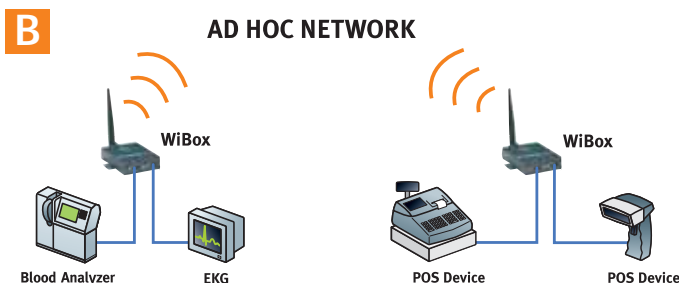 B
AD HOC NETWORK
WiBox
WiBox
Blood Analyzer
EKG
POS Device
POS Device